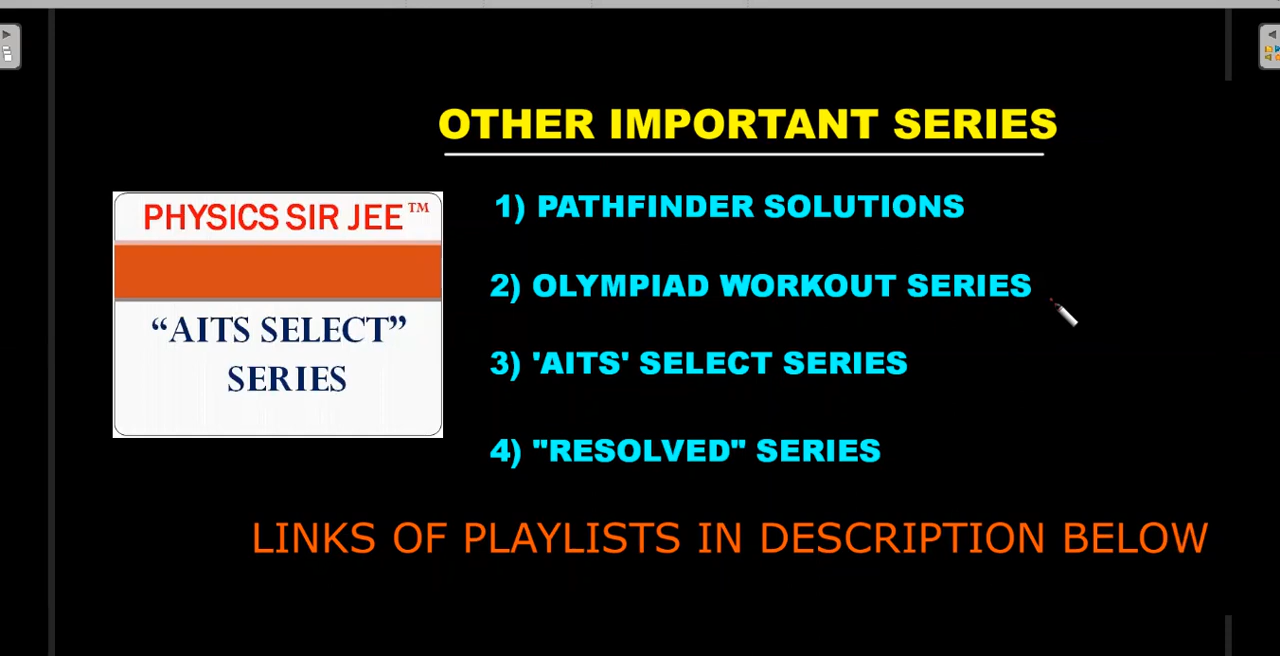 OTHER IMPORTANT SERIES
PHYSICS SIR JEE™
“AITS SELECT”
SERIES
1) PATHFINDER SOLUTIONS
2) OLYMPIAD WORKOUT SERIES
3) 'AITS' SELECT SERIES
4) "RESOLVED" SERIES
LINKS OF PLAYLISTS IN DESCRIPTION BELOW